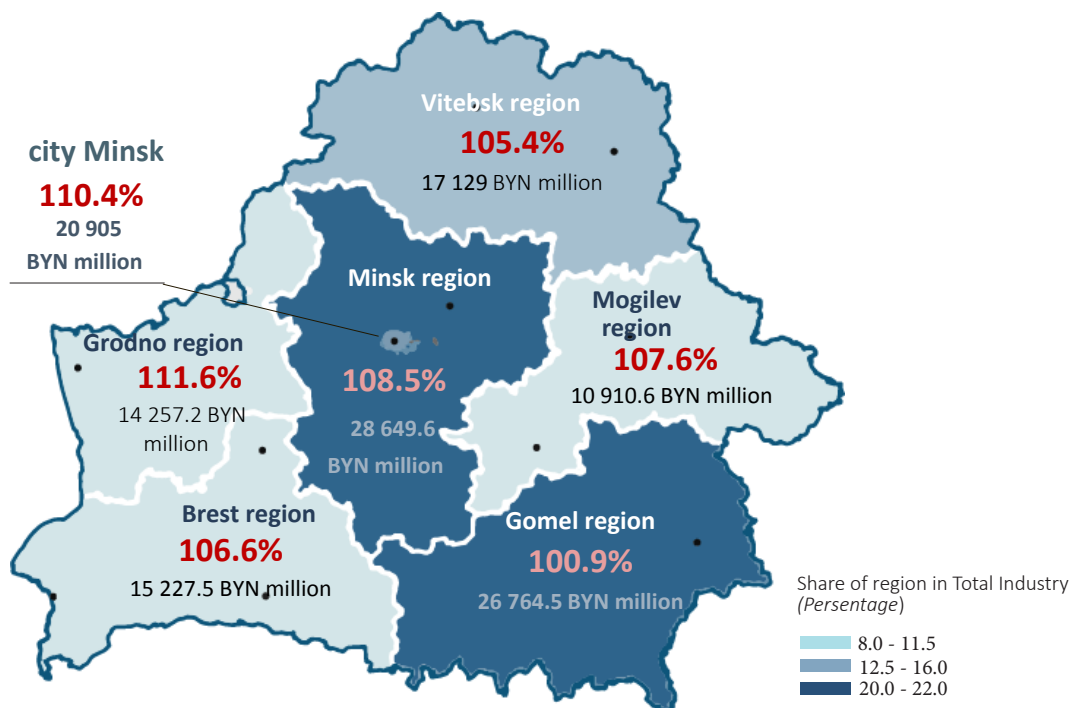 Vitebsk region
105.4%
17 129 BYN million
city Minsk
110.4%
20 905
BYN million
Minsk region
108.5%
28 649.6
BYN million
Mogilev
region
107.6%
10 910.6 BYN million
Grodno region
111.6%
14 257.2 BYN
million
Brest region
106.6%
15 227.5 BYN million
Gomel region
100.9%
26 764.5 BYN million
Share of region in Total Industry
(Persentage)
8.0 - 11.5
12.5 - 16.0
20.0 - 22.0